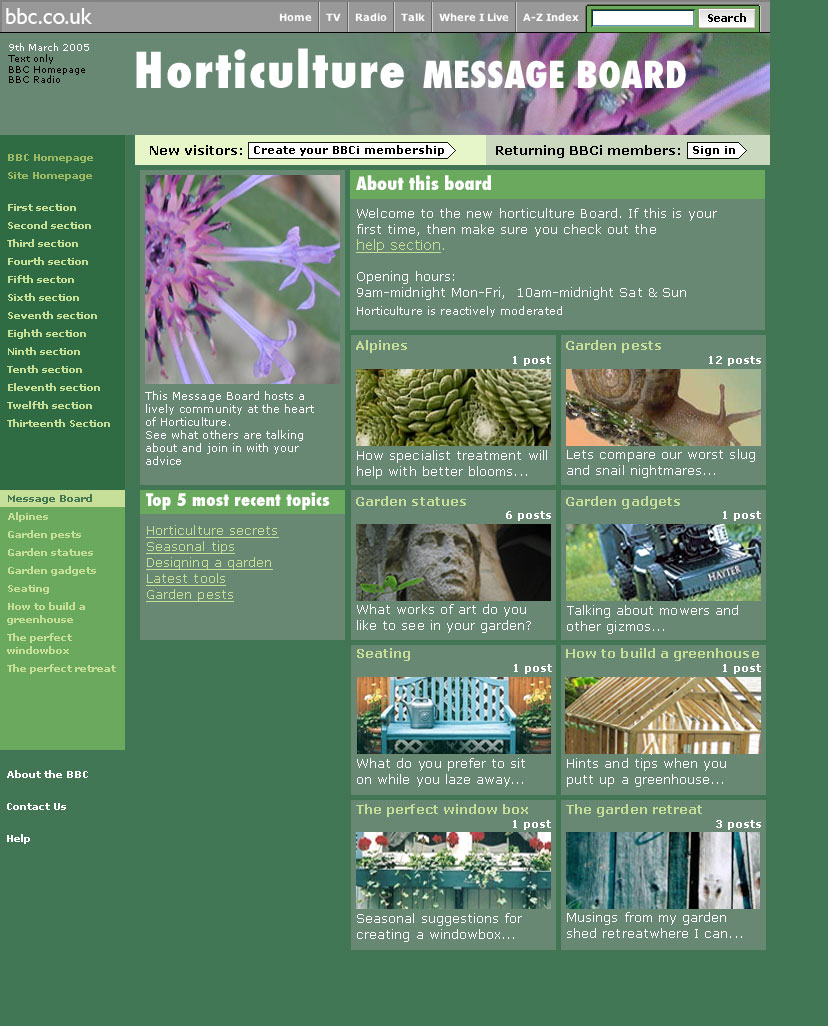 bbc.co.uk
Home
TV
Radio
Talk
Where I Live
A-Z Index
Search
9th March 2005
Text only
BBC Homepage
BBC Radio
Horticulture MESSAGE BOARD
New visitors: Create your BBCi membership
Returning BBCi members: Sign in
BBC Homepage
Site Homepage
First section
Second section
Third section
Fourth section
Fifth secton
Sixth section
Seventh section
Eighth section
Ninth section
Tenth section
Eleventh section
Twelfth section
Thirteenth Section
Message Board
Alpines
Garden pests
Garden statues
Garden gadgets
Seating
How to build a
greenhouse
The perfect
windowbox
The perfect retreat
About the BBC
Contact Us
Help
This Message Board hosts a
lively community at the heart
of Horticulture.
See what others are talking
about and join in with your
advice
Top 5 most recent topics
Horticulture secrets
Seasonal tips
Designing a garden
Latest tools
Garden pests
About this board
Welcome to the new horticulture Board. If this is your
first time, then make sure you check out the
help section.
Opening hours:
9am-midnight Mon-Fri, 10am-midnight Sat & Sun
Horticulture is reactively moderated
Alpines
1 post
How specialist treatment will
help with better blooms...
Garden pests
12 posts
Lets compare our worst slug
and snail nightmares...
Garden statues
6 posts
What works of art do you
like to see in your garden?
Garden gadgets
1 post
HAYTER
Talking about mowers and
other gizmos...
Seating
1 post
What do you prefer to sit
on while you laze away...
How to build a greenhouse
1 post
Hints and tips when you
putt up a greenhouse...
The perfect window box
1 post
Seasonal suggestions for
creating a windowbox...
The garden retreat
3 posts
Musings from my garden
shed retreatwhere I can...